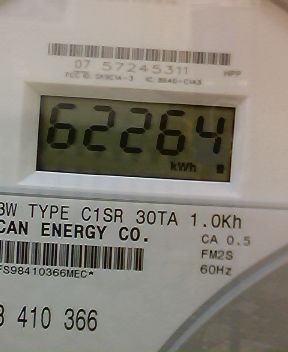 07 57245311
HPP
62264
kWh
3W TYPE C1SR 30TA 1.0Kh
CAN ENERGY CO.
CA 0.5
FM2S
60Hz
FS98410366MEC*
410 366